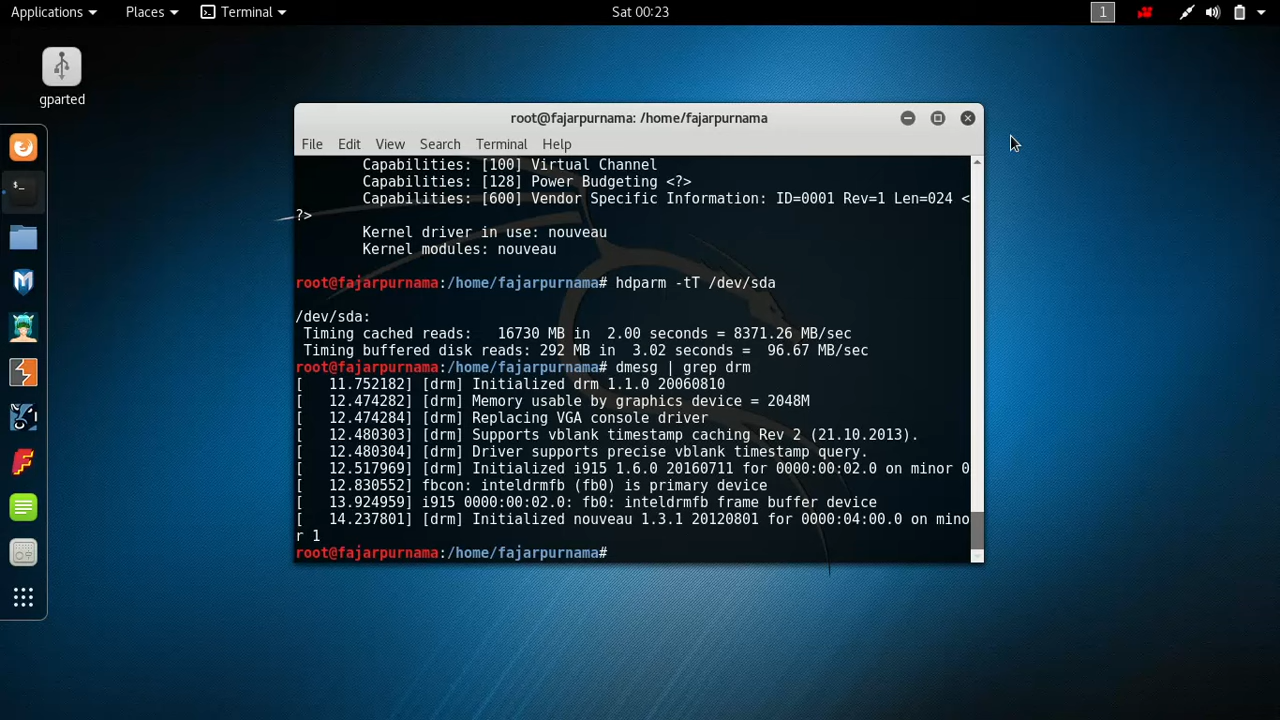 Applications Places Terminal Sat 00:23 1
gparted
root@fajarpurnama: /home/fajarpurnama
File Edit View Search Terminal Help
Capabilities: [100] Virtual Channel
Capabilities: [128] Power Budgeting <?>
Capabilities: [600] Vendor Specific Information: ID=0001 Rev=1 Len=024 <
?>
Kernel driver in use: nouveau
Kernel modules: nouveau
root@fajarpurnama:/home/fajarpurnama# hdparm -tT /dev/sda
/dev/sda:
Timing cached reads:   16730 MB in  2.00 seconds = 8371.26 MB/sec
Timing buffered disk reads: 292 MB in  3.02 seconds =  96.67 MB/sec
root@fajarpurnama:/home/fajarpurnama# dmesg | grep drm
[   11.752182] [drm] Initialized drm 1.1.0 20060810
[   12.474282] [drm] Memory usable by graphics device = 2048M
[   12.474284] [drm] Replacing VGA console driver
[   12.480303] [drm] Supports vblank timestamp caching Rev 2 (21.10.2013).
[   12.480304] [drm] Driver supports precise vblank timestamp query.
[   12.517969] [drm] Initialized i915 1.6.0 20160711 for 0000:00:02.0 on minor 0
[   12.830552] fbcon: inteldrmfb (fb0) is primary device
[   13.924959] i915 0000:00:02.0: fb0: inteldrmfb frame buffer device
[   14.237801] [drm] Initialized nouveau 1.3.1 20120801 for 0000:04:00.0 on mino
r 1
root@fajarpurnama:/home/fajarpurnama#